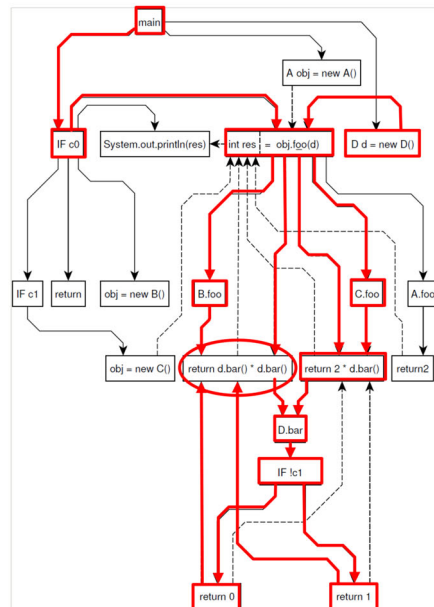 main
A obj = new A()
IF c0
System.out.println(res)
int res = obj.foo(d)
D d = new D()
IF c1
return
obj = new B()
B.foo
C.foo
A.foo
obj = new C()
return d.bar() * d.bar()
return 2 * d.bar()
return2
D.bar
IF !c1
return 0
return 1